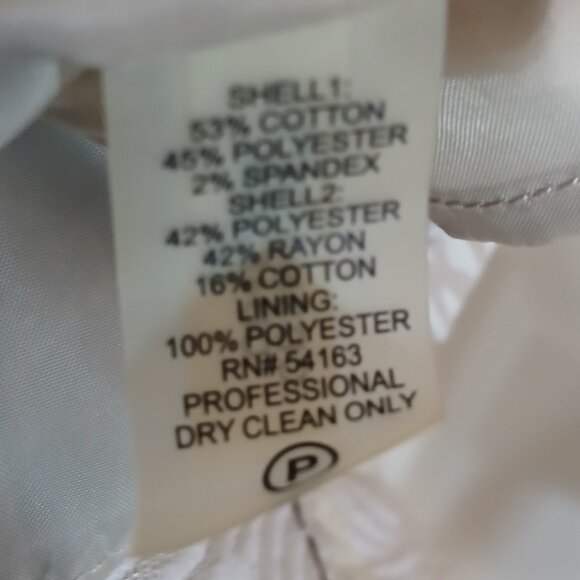 SHELL1:
53% COTTON
45% POLYESTER
2% SPANDEX
SHELL2:
42% POLYESTER
42% RAYON
16% COTTON
LINING:
100% POLYESTER
RN# 54163
PROFESSIONAL
DRY CLEAN ONLY
P